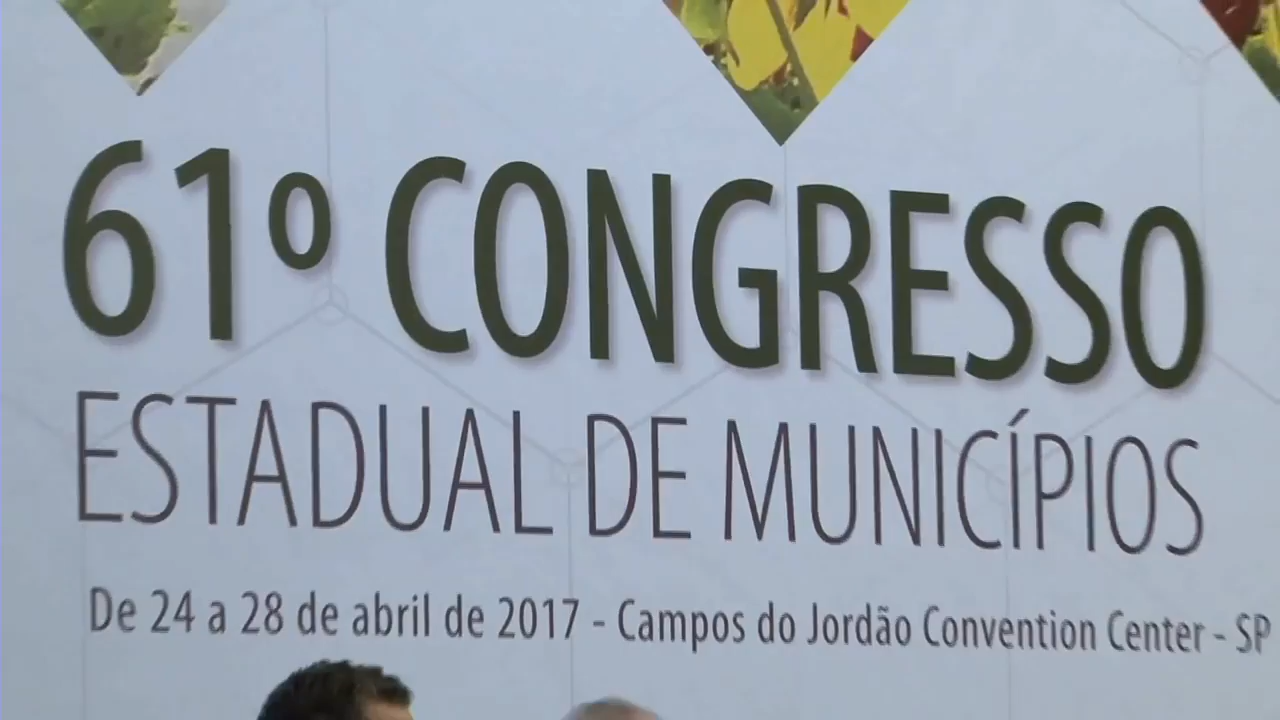 61º CONGRESSO
ESTADUAL DE MUNICÍPIOS
De 24 a 28 de abril de 2017 - Campos do Jordão Convention Center - SP